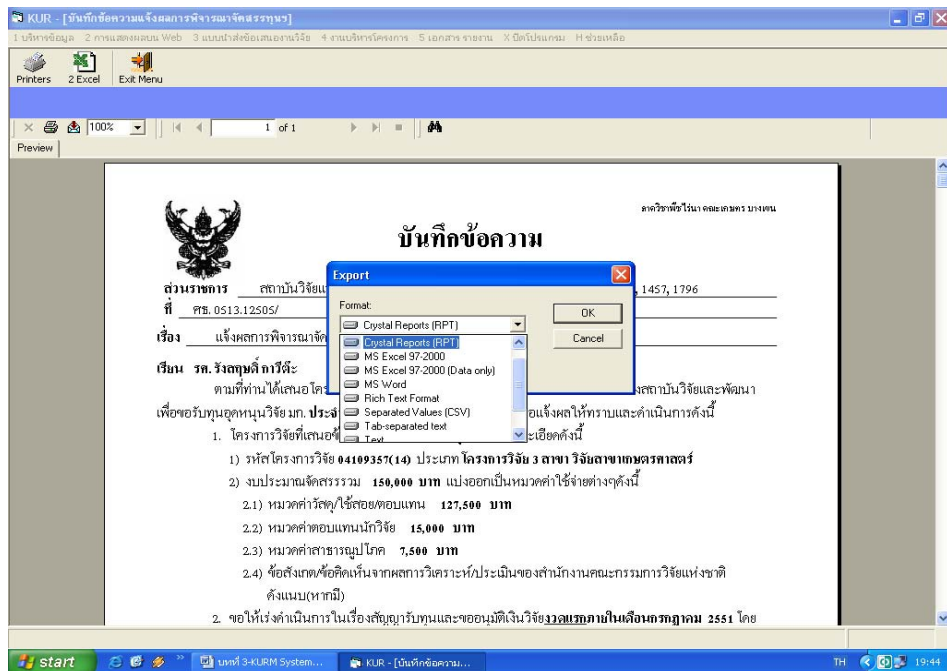 KUR - [บันทึกข้อความแจ้งผลการพิจารณาจัดสรรทุนฯ]
1 บริหารข้อมูล 2 การแสดงผลบน Web 3 แบบนำส่งข้อเสนองานวิจัย 4 งานบริหารโครงการ 5 เอกสาร รายงาน X ปิดโปรแกรม H ช่วยเหลือ
Printers 2 Excel Exit Menu
100% 1 of 1
Preview
ภาควิชาพืชไร่นา คณะเกษตร บางเขน
บันทึกข้อความ
ส่วนราชการ สถาบันวิจัยแ , 1457, 1796
ที่ ศธ. 0513.12505/
เรื่อง แจ้งผลการพิจารณาจัด
เรียน รศ. รังสฤษดิ์ กาวีต๊ะ
ตามที่ท่านได้เสนอโคร งสถาบันวิจัยและพัฒนา
เพื่อขอรับทุนอุดหนุนวิจัย มก. ประจำ อแจ้งผลให้ทราบและดำเนินการดังนี้
1. โครงการวิจัยที่เสนอข ะเอียดดังนี้
1) รหัสโครงการวิจัย 04109357(14) ประเภท โครงการวิจัย 3 สาขา วิจัยสาขาเกษตรศาสตร์
2) งบประมาณจัดสรรรวม 150,000 บาท แบ่งออกเป็นหมวดค่าใช้จ่ายต่างๆดังนี้
2.1) หมวดค่าวัสดุ/ใช้สอย/ตอบแทน 127,500 บาท
2.2) หมวดค่าตอบแทนนักวิจัย 15,000 บาท
2.3) หมวดค่าสาธารณูปโภค 7,500 บาท
2.4) ข้อสังเกต/ข้อคิดเห็นจากผลการวิเคราะห์/ประเมินของสำนักงานคณะกรรมการวิจัยแห่งชาติ
ดังแนบ(หากมี)
2. ขอให้เร่งดำเนินการในเรื่องสัญญารับทุนและขออนุมัติเงินวิจัยงวดแรกภายในเดือนกรกฎาคม 2551 โดย
Export
Format:
Crystal Reports (RPT)
OK
Cancel
Crystal Reports (RPT)
MS Excel 97-2000
MS Excel 97-2000 (Data only)
MS Word
Rich Text Format
Separated Values (CSV)
Tab-separated text
Text
start บทที่ 3-KURM System... KUR - [บันทึกข้อความ... TH 19:44